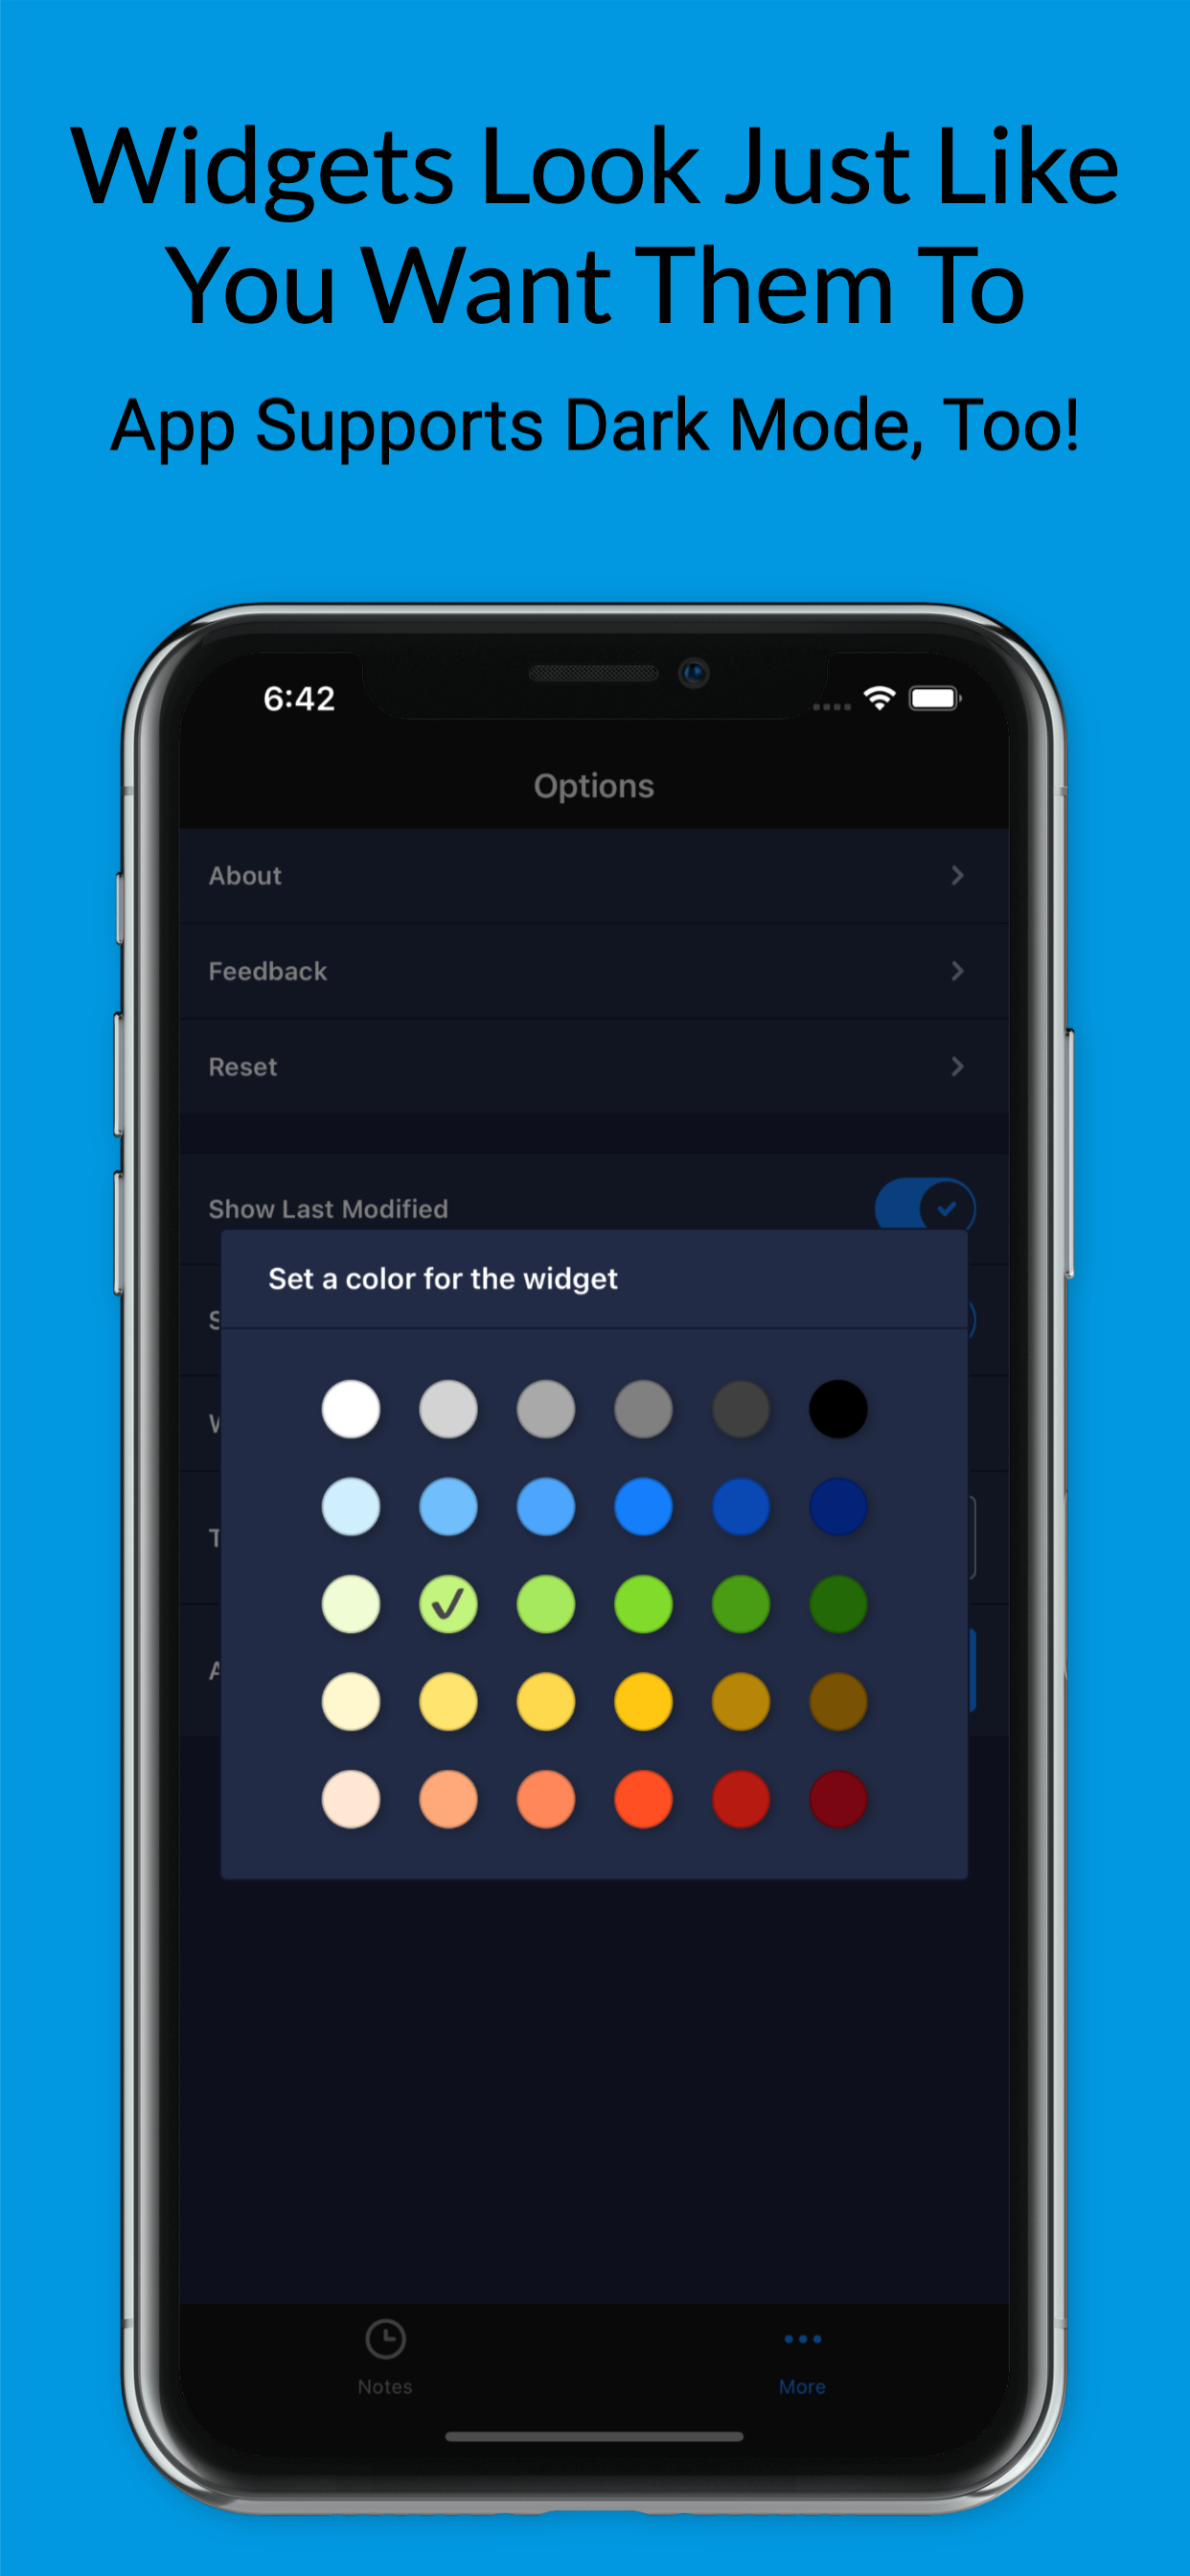 Widgets Look Just Like
You Want Them To
App Supports Dark Mode, Too!
6:42
Options
About
Feedback
Reset
Show Last Modified
Set a color for the widget
S
W
T
A
Notes
More